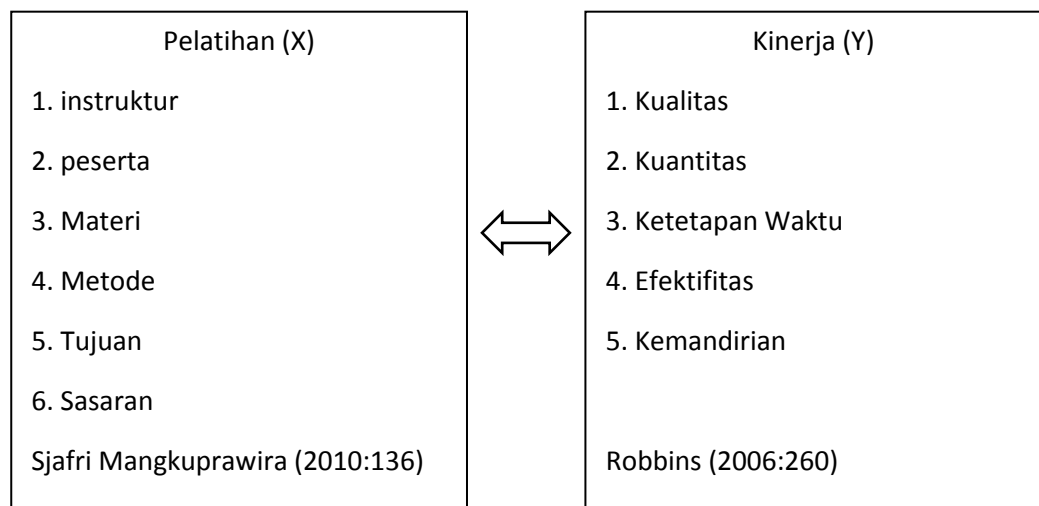 Pelatihan (X)
1. instruktur
2. peserta
3. Materi
4. Metode
5. Tujuan
6. Sasaran
Sjafri Mangkuprawira (2010:136)
Kinerja (Y)
1. Kualitas
2. Kuantitas
3. Ketetapan Waktu
4. Efektifitas
5. Kemandirian
Robbins (2006:260)